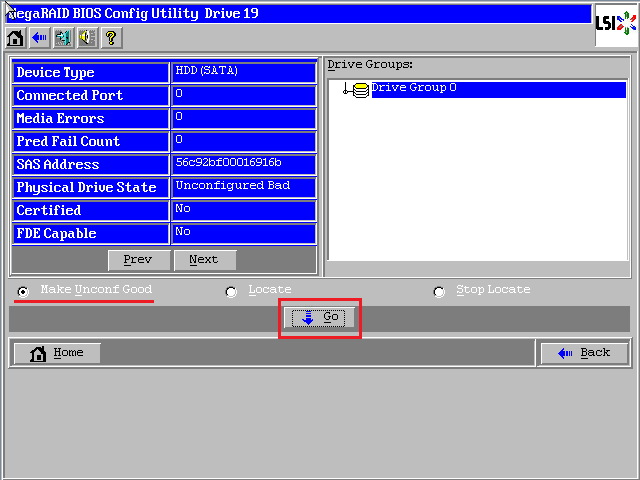 MegaRAID BIOS Config Utility Drive 19
LSI
?
Device Type HDD(SATA)
Connected Port 0
Media Errors 0
Pred Fail Count 0
SAS Address 56c92bf00016916b
Physical Drive State Unconfigured Bad
Certified No
FDE Capable No
Prev Next
Drive Groups:
Drive Group 0
Make Unconf Good Locate Stop Locate
Go
Home Back